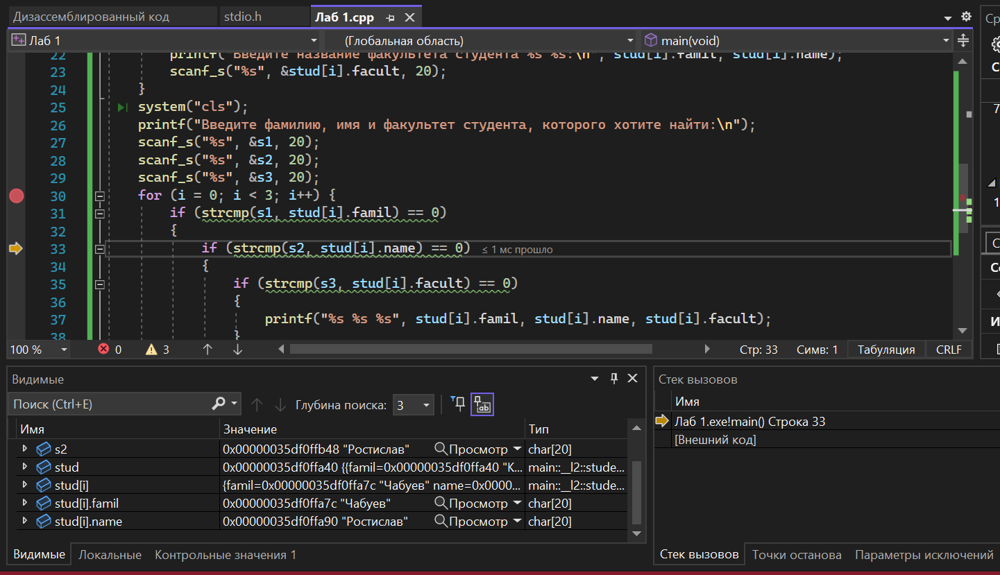 Дизассемблированный код stdio.h Лаб 1.cpp
Лаб 1 (Глобальная область) main(void)
22 printf("Введите название факультета студента %s %s:\n", stud[i].famil, stud[i].name);
23 scanf_s("%s", &stud[i].facult, 20);
24 }
25 system("cls");
26 printf("Введите фамилию, имя и факультет студента, которого хотите найти:\n");
27 scanf_s("%s", &s1, 20);
28 scanf_s("%s", &s2, 20);
29 scanf_s("%s", &s3, 20);
30 for (i = 0; i < 3; i++) {
31 if (strcmp(s1, stud[i].famil) == 0)
32 {
33 if (strcmp(s2, stud[i].name) == 0) ≤ 1 мс прошло
34 {
35 if (strcmp(s3, stud[i].facult) == 0)
36 {
37 printf("%s %s %s", stud[i].famil, stud[i].name, stud[i].facult);
38 }
100 % 0 3 Стр: 33 Симв: 1 Табуляция CRLF
Видимые
Поиск (Ctrl+E) Глубина поиска: 3
Имя Значение Тип
s2 0x00000035df0ffb48 "Ростислав" Просмотр char[20]
stud 0x00000035df0ffa40 {{famil=0x00000035df0ffa40 "К... main::__l2::stude...
stud[i] {famil=0x00000035df0ffa7c "Чабуев" name=0x0000... main::__l2::stude...
stud[i].famil 0x00000035df0ffa7c "Чабуев" Просмотр char[20]
stud[i].name 0x00000035df0ffa90 "Ростислав" Просмотр char[20]
Видимые Локальные Контрольные значения 1
Стек вызовов
Имя
Лаб 1.exe!main() Строка 33
[Внешний код]
Стек вызовов Точки останова Параметры исключений